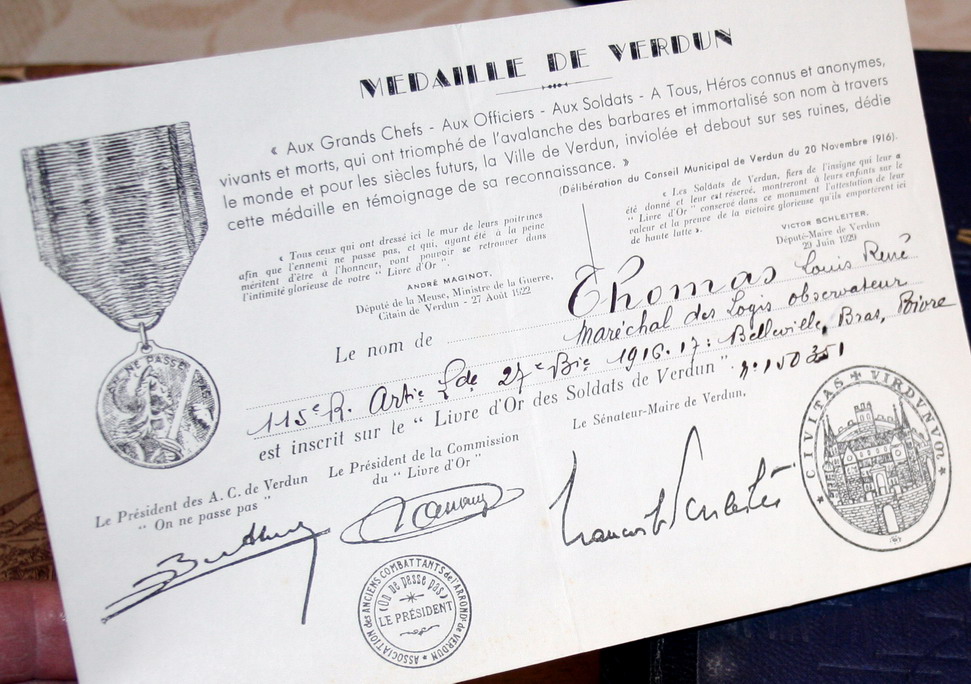 MEDAILLE DE VERDUN
« Aux Grands Chefs - Aux Officiers - Aux Soldats - A Tous, Héros connus et anonymes,
vivants et morts, qui ont triomphé de l'avalanche des barbares et immortalisé son nom à travers
le monde et pour les siècles futurs, la Ville de Verdun, inviolée et debout sur ses ruines, dédie
cette médaille en témoignage de sa reconnaissance. »
(Délibération du Conseil Municipal de Verdun du 20 Novembre 1916).
« Tous ceux qui ont dressé ici le mur de leurs poitrines
afin que l'ennemi ne passe pas, et qui, ayant été à la peine
méritent d'être à l'honneur, vont pouvoir se retrouver dans
l'intimité glorieuse de votre " Livre d'Or ".
ANDRÉ MAGINOT,
Député de la Meuse, Ministre de la Guerre,
Citain de Verdun - 27 Août 1922
« Les Soldats de Verdun, fiers de l'insigne qui leur a
été donné et leur est réservé, montreront à leurs enfants sur le
" Livre d'Or " conservé dans ce monument l'attestation de leur
valeur et la preuve de la victoire glorieuse qu'ils emportèrent ici
de haute lutte ».
VICTOR SCHLEITER,
Député-Maire de Verdun
29 Juin 1929
Le nom de Thomas Louis René
maréchal des Logis observateur
115e R. Artie Lde 27e Bie 1916.17: Belleville, Bras, Poivre
est inscrit sur le " Livre d'Or des Soldats de Verdun " no 150351
Le Président des A. C. de Verdun
" On ne passe pas "
Le Président de la Commission
du " Livre d'Or "
Le Sénateur-Maire de Verdun,
ON NE PASSE PAS
ASSOCIATION des ANCIENS COMBATTANTS de l'ARROND! de VERDUN
(On ne passe pas)
LE PRÉSIDENT
CIVITAS VIRDVNVM